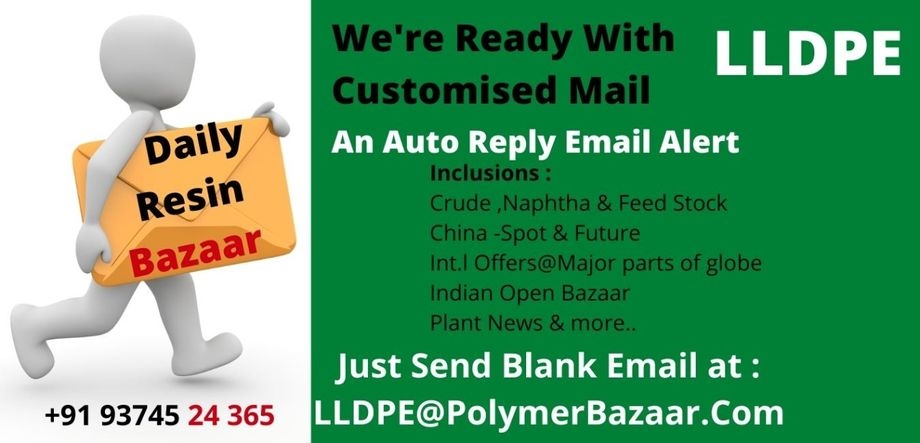 Daily
Resin
Bazaar
+91 93745 24 365
We're Ready With
Customised Mail
LLDPE
An Auto Reply Email Alert
Inclusions :
Crude ,Naphtha & Feed Stock
China -Spot & Future
Int.l Offers@Major parts of globe
Indian Open Bazaar
Plant News & more..
Just Send Blank Email at :
LLDPE@PolymerBazaar.Com